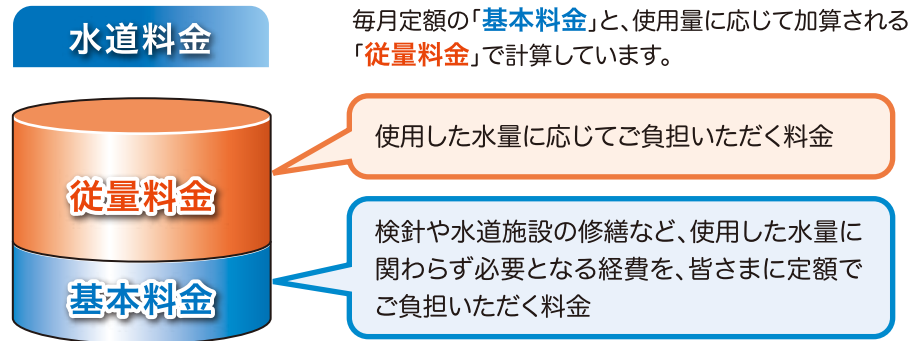 水道料金
毎月定額の「基本料金」と、使用量に応じて加算される
「従量料金」で計算しています。
従量料金
使用した水量に応じてご負担いただく料金
基本料金
検針や水道施設の修繕など、使用した水量に
関わらず必要となる経費を、皆さまに定額で
ご負担いただく料金